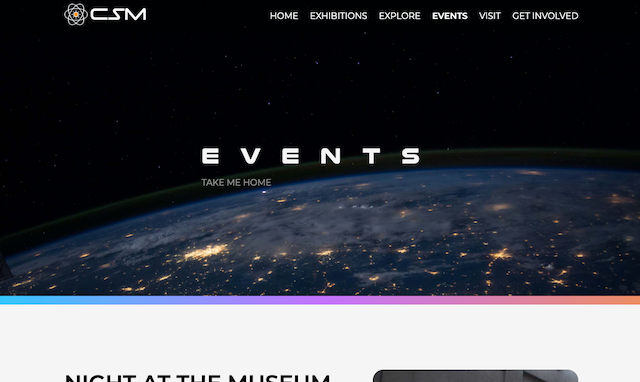 CSM
HOME EXHIBITIONS EXPLORE EVENTS VISIT GET INVOLVED
EVENTS
TAKE ME HOME
NIGHT AT THE MUSEUM